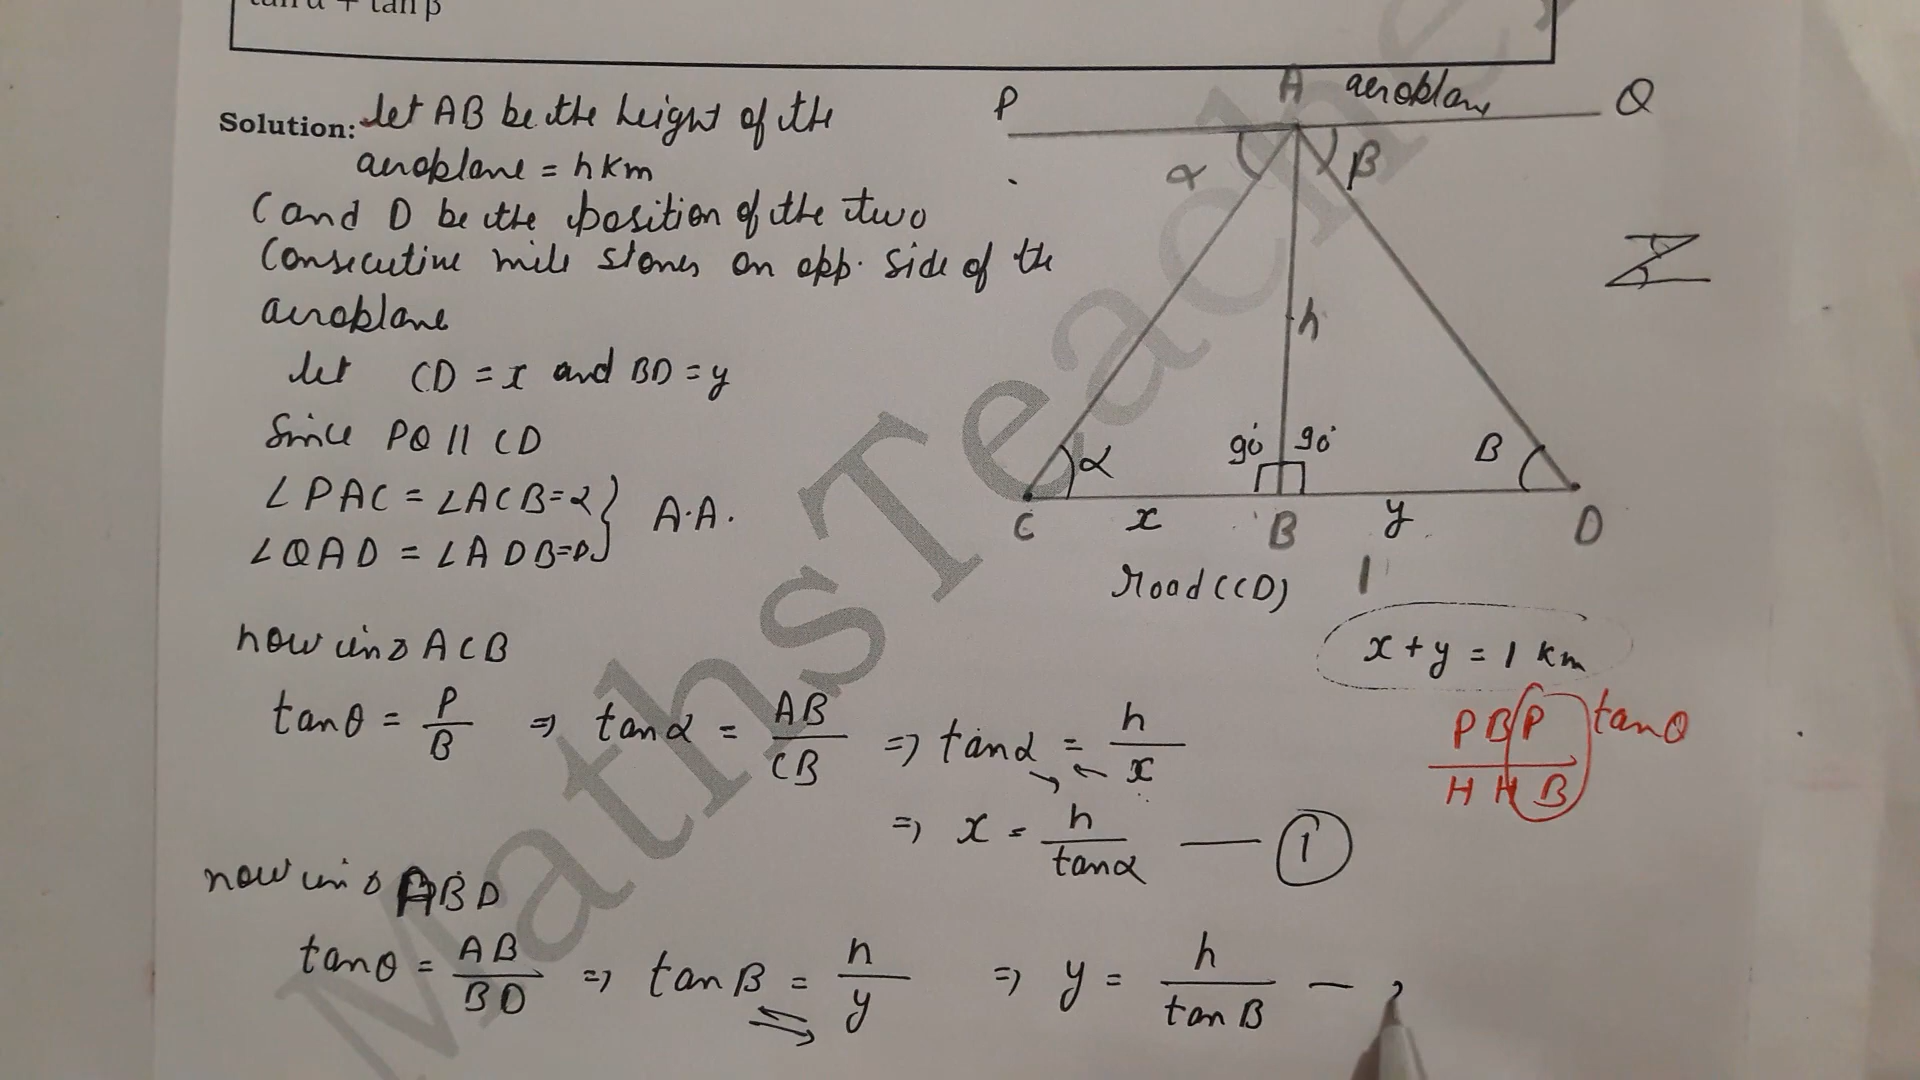 tan α + tan β
Solution: let AB be the height of the
aeroplane = h km
C and D be the position of the two
Consecutive mile stones on opp. side of the
aeroplane
let CD = x and BD = y
Since PQ || CD
∠PAC = ∠ACB = α } A.A.
∠QAD = ∠ADB = β
now in Δ ACB
tanθ = P/B ⇒ tanα = AB/CB ⇒ tanα = h/x
⇒ x = h/tanα — 1
now in Δ ABD
tanθ = AB/BD ⇒ tanB = h/y ⇒ y = h/tanB —
P A aeroplane Q
α β
h
90° 90°
α B
C x B y D
Road (CD) 1
x + y = 1 km
P B P tanθ
H H B
MathsTeacher